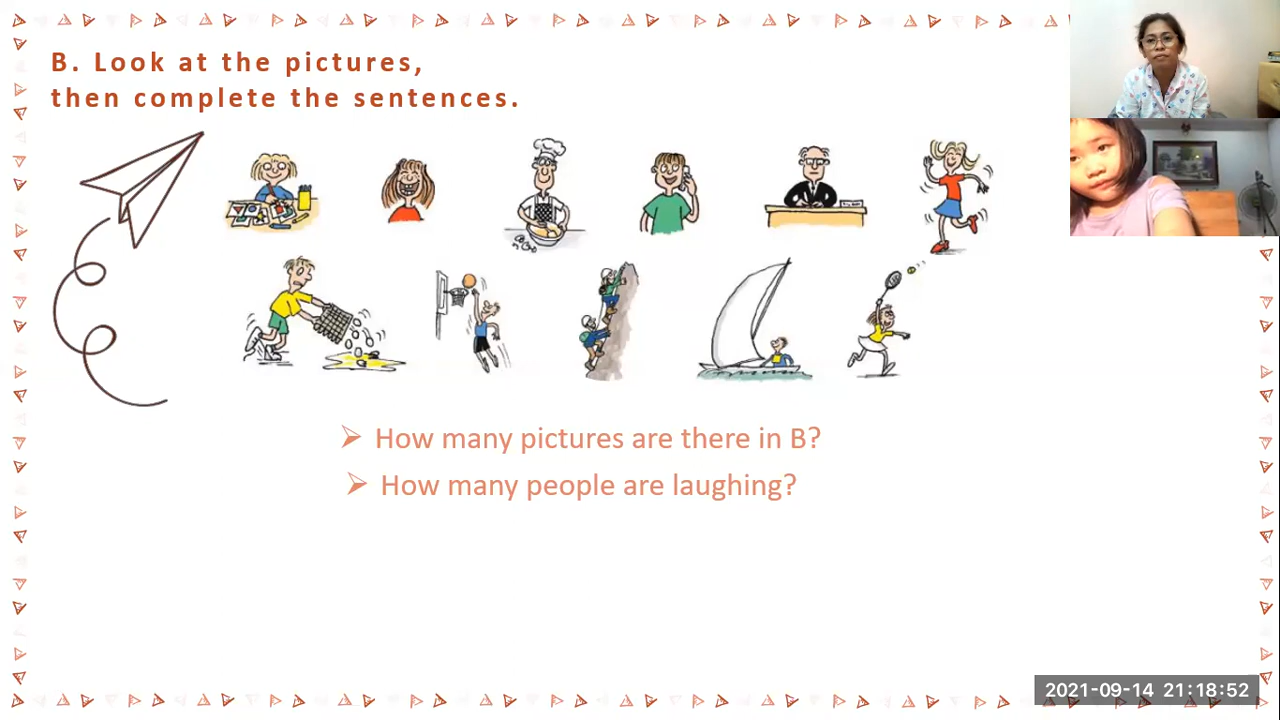 B. Look at the pictures,
then complete the sentences.
How many pictures are there in B?
How many people are laughing?
2021-09-14 21:18:52